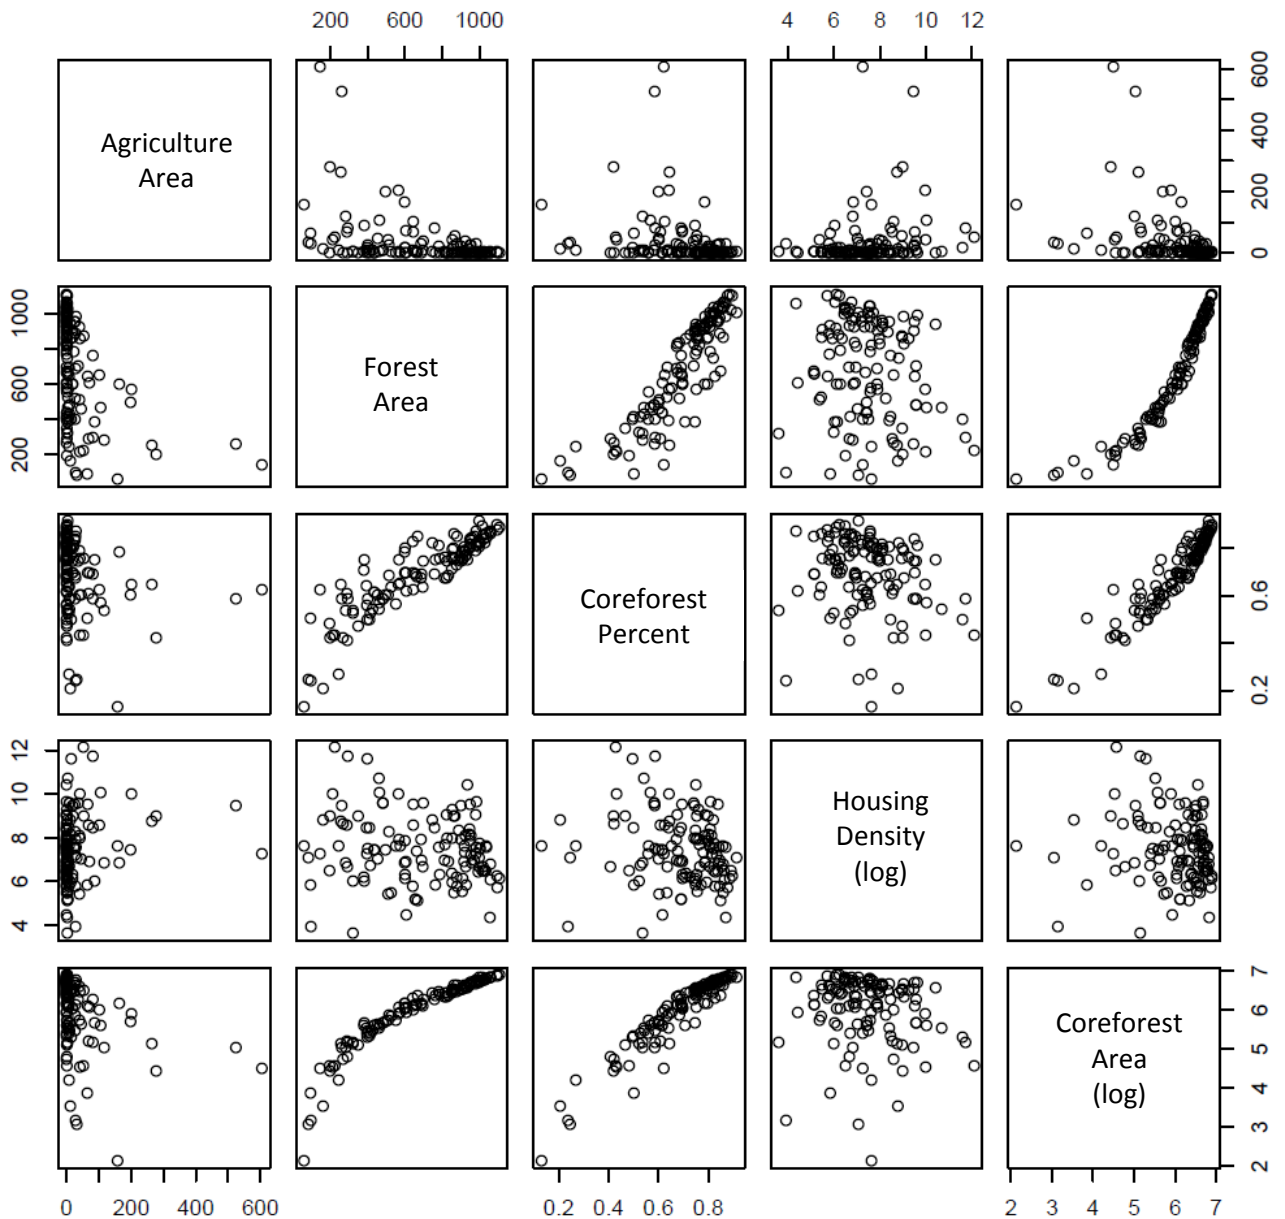 200 600 1000 4 6 8 10 12
Agriculture
Area
0 200 400 600
200 600 1000
Forest
Area
Coreforest
Percent
0.2 0.6
4 6 8 10 12
Housing
Density
(log)
Coreforest
Area
(log)
2 3 4 5 6 7
0 200 400 600 0.2 0.4 0.6 0.8 2 3 4 5 6 7